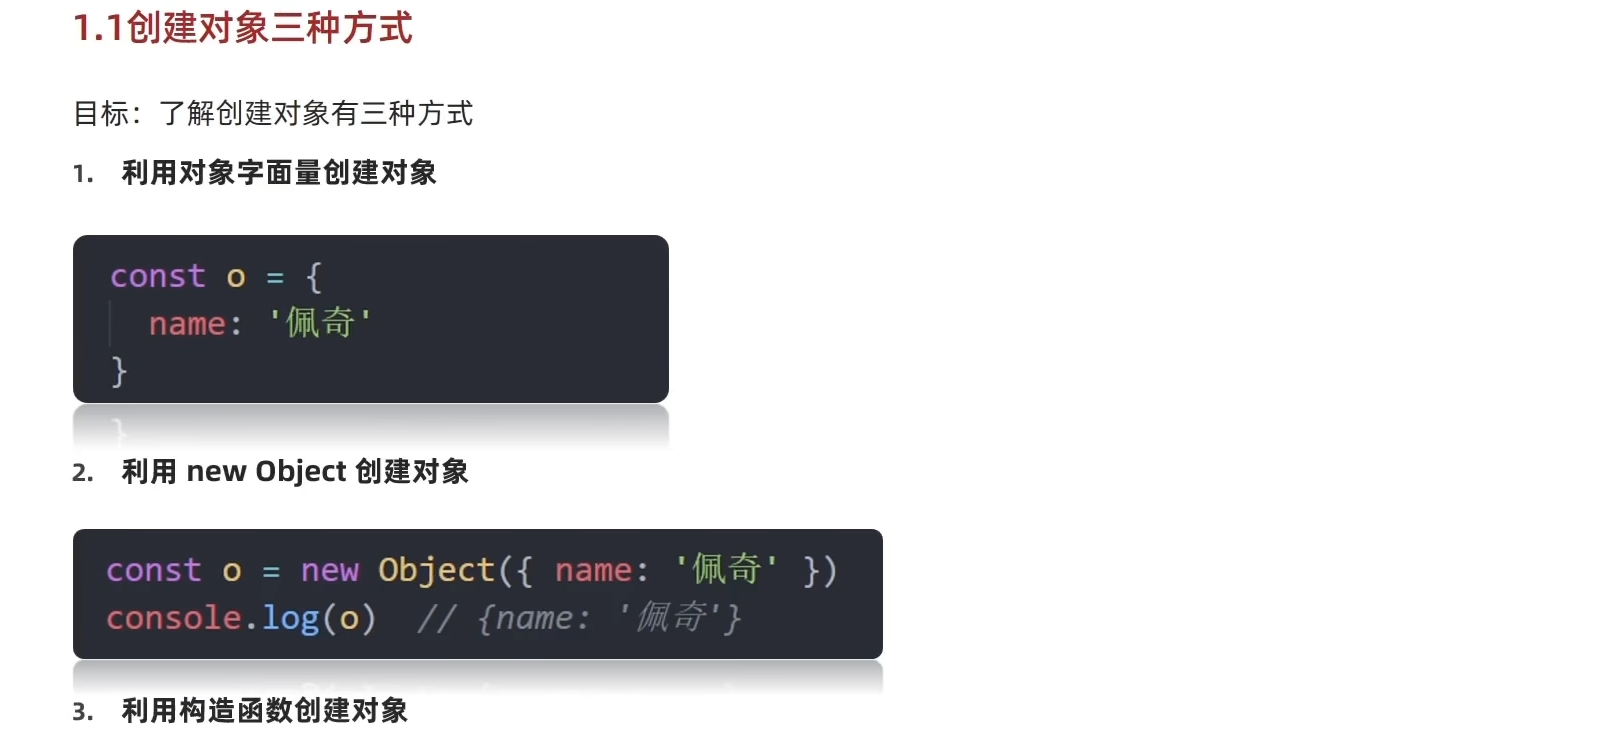 1.1创建对象三种方式
目标：了解创建对象有三种方式
1. 利用对象字面量创建对象
const o = {
  name: '佩奇'
}
2. 利用 new Object 创建对象
const o = new Object({ name: '佩奇' })
console.log(o)  // {name: '佩奇'}
3. 利用构造函数创建对象